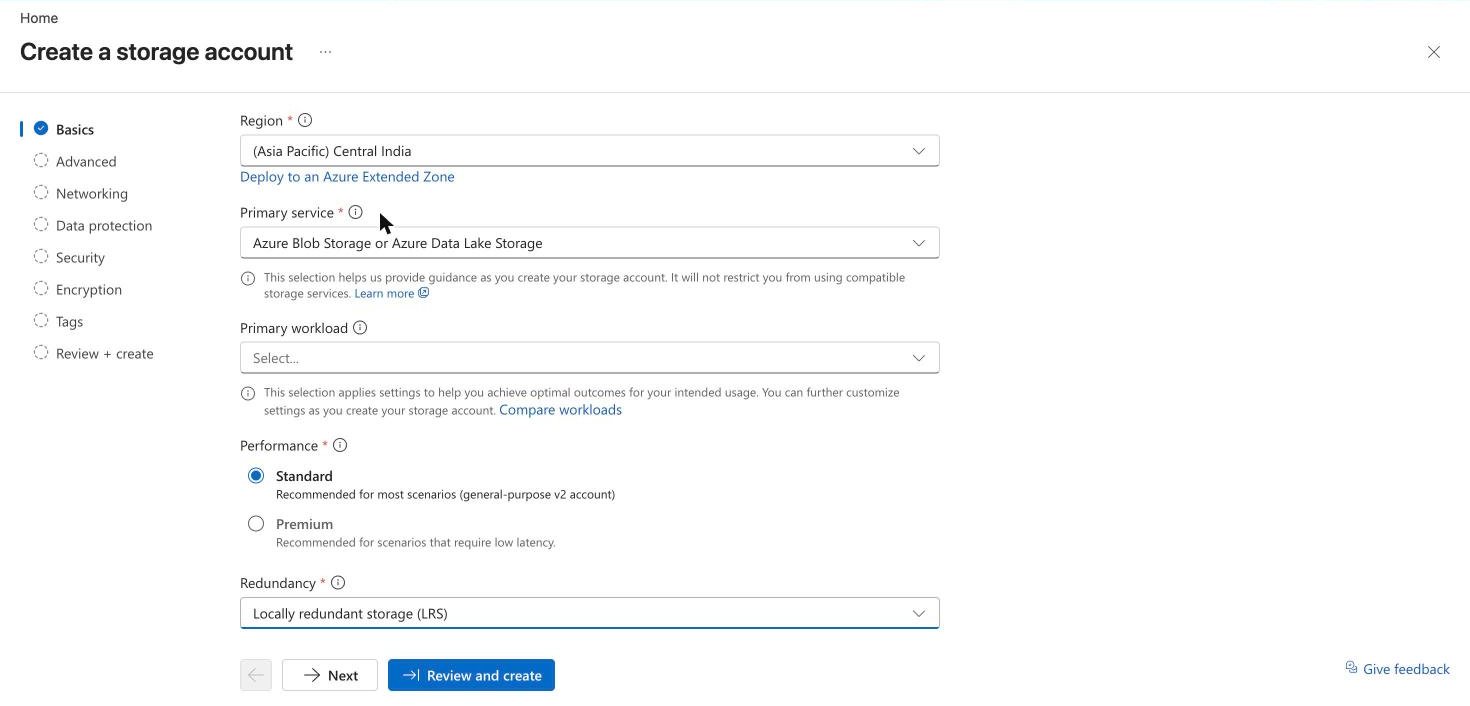 Home
Create a storage account ...
Basics
Advanced
Networking
Data protection
Security
Encryption
Tags
Review + create
Region *
(Asia Pacific) Central India
Deploy to an Azure Extended Zone
Primary service *
Azure Blob Storage or Azure Data Lake Storage
This selection helps us provide guidance as you create your storage account. It will not restrict you from using compatible
storage services. Learn more
Primary workload
Select...
This selection applies settings to help you achieve optimal outcomes for your intended usage. You can further customize
settings as you create your storage account. Compare workloads
Performance *
Standard
Recommended for most scenarios (general-purpose v2 account)
Premium
Recommended for scenarios that require low latency.
Redundancy *
Locally redundant storage (LRS)
Next
Review and create
Give feedback